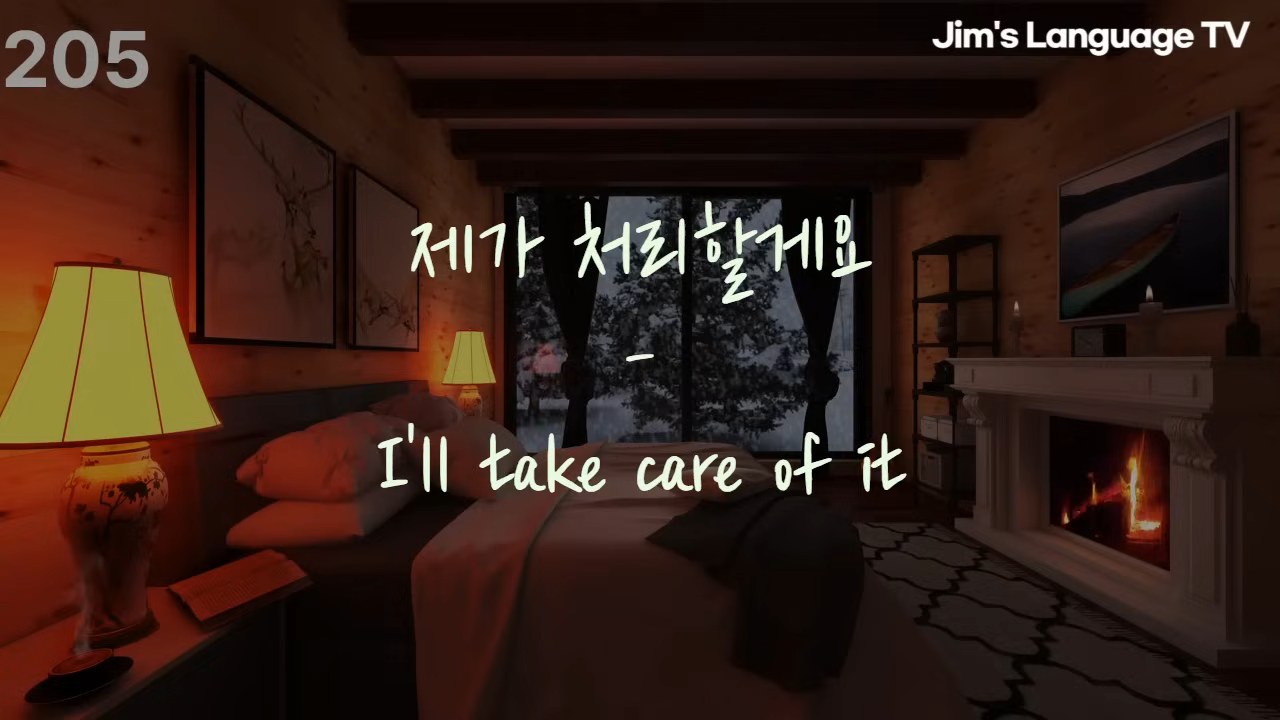 205
Jim's Language TV
제가 처리할게요
-
I'll take care of it